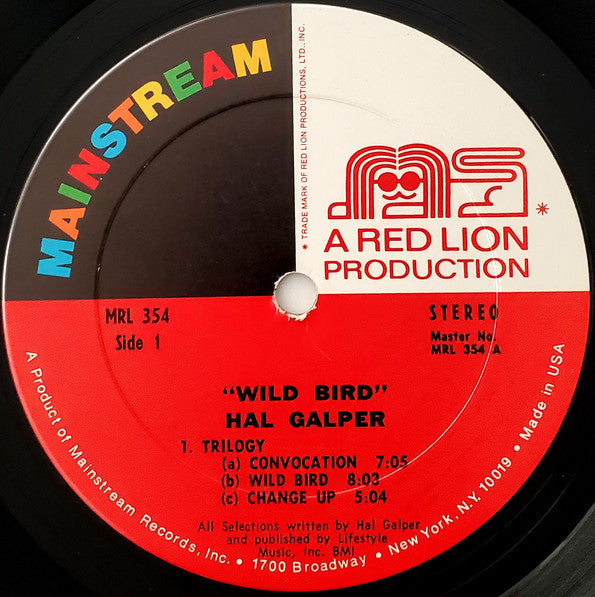 MAINSTREAM
* TRADE MARK OF RED LION PRODUCTIONS, LTD., INC.
A RED LION
PRODUCTION
*
MRL 354
Side 1
STEREO
Master No.
MRL 354 A
"WILD BIRD"
HAL GALPER
1. TRILOGY
(a) CONVOCATION 7:05
(b) WILD BIRD 8:03
(c) CHANGE UP 5:04
All Selections written by Hal Galper
and published by Lifestyle
Music, Inc. BMI
A Product of Mainstream Records, Inc. • 1700 Broadway • New York, N.Y. 10019 • Made in USA